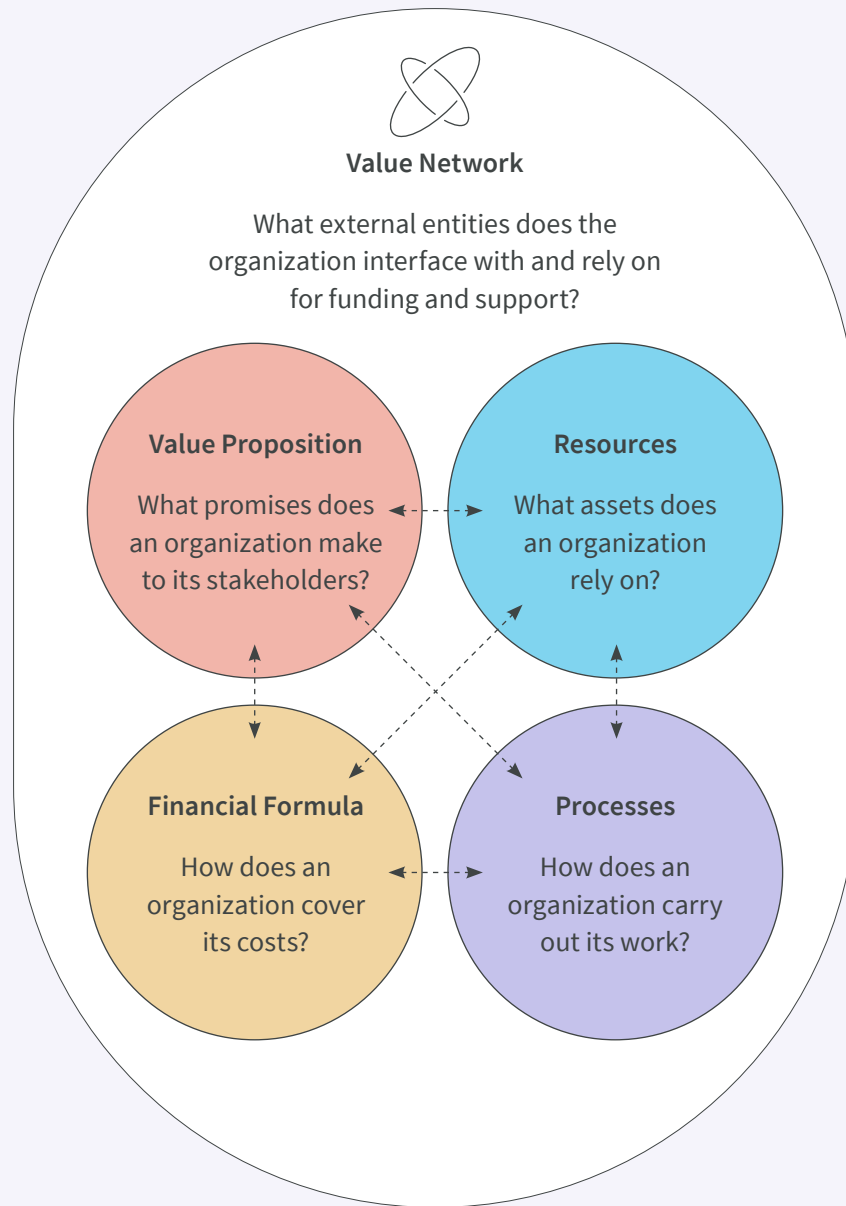 Value Network
What external entities does the
organization interface with and rely on
for funding and support?
Value Proposition
What promises does
an organization make
to its stakeholders?
Resources
What assets does
an organization
rely on?
Financial Formula
How does an
organization cover
its costs?
Processes
How does an
organization carry
out its work?